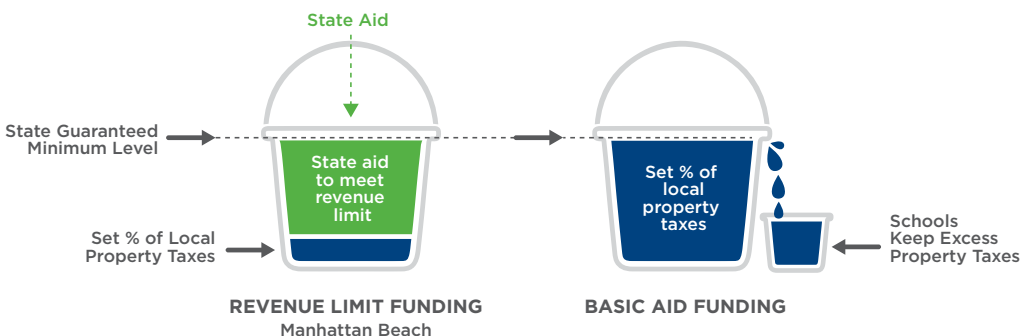 State Aid
State Guaranteed
Minimum Level
State aid
to meet
revenue
limit
Set % of Local
Property Taxes
Set % of
local
property
taxes
Schools
Keep Excess
Property Taxes
REVENUE LIMIT FUNDING
Manhattan Beach
BASIC AID FUNDING